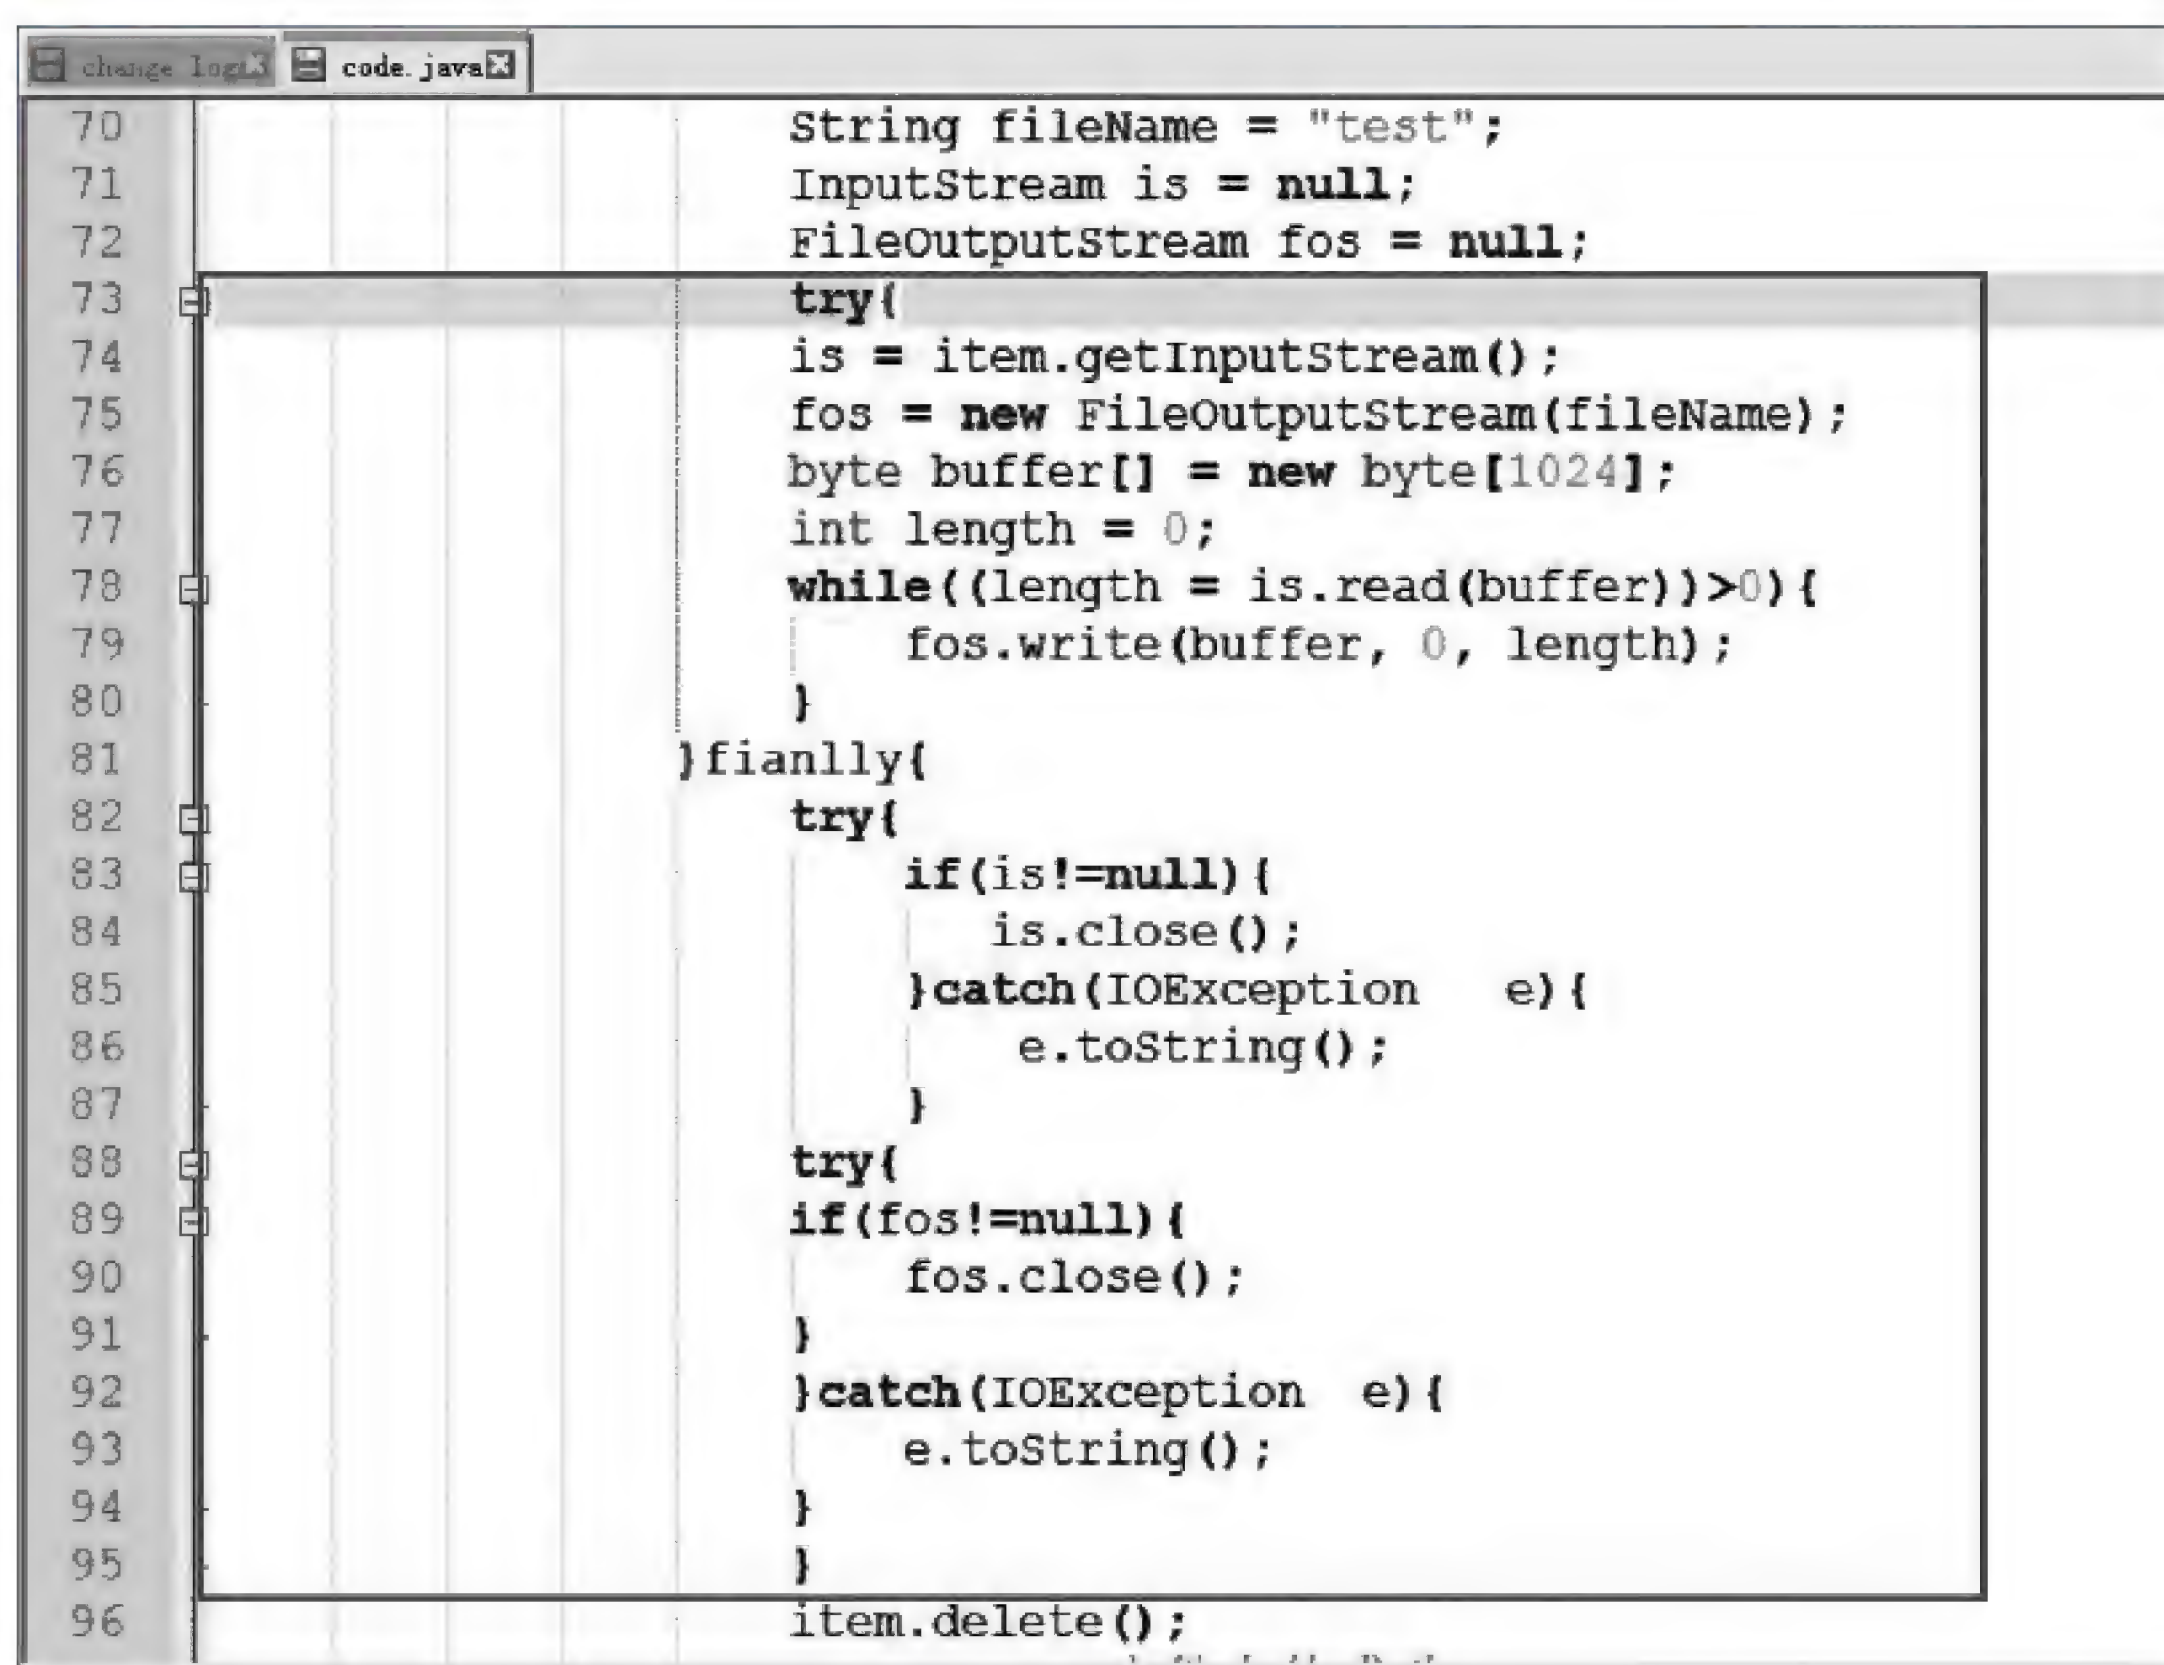 change log
code.java
70 String fileName = "test";
71 InputStream is = null;
72 FileOutputStream fos = null;
73 try{
74 is = item.getInputStream();
75 fos = new FileOutputStream(fileName);
76 byte buffer[] = new byte[1024];
77 int length = 0;
78 while((length = is.read(buffer))>0){
79 fos.write(buffer, 0, length);
80 }
81 }fianlly{
82 try{
83 if(is!=null){
84 is.close();
85 }catch(IOException e){
86 e.toString();
87 }
88 try{
89 if(fos!=null){
90 fos.close();
91 }
92 }catch(IOException e){
93 e.toString();
94 }
95 }
96 item.delete();